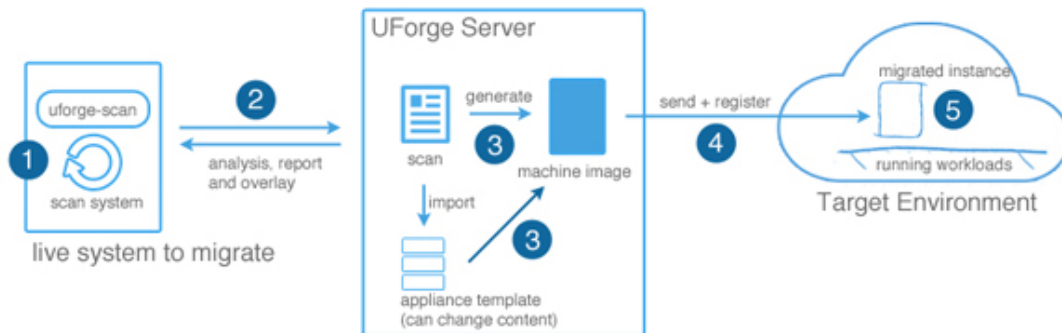 UForge Server
uforge-scan
1
scan system
live system to migrate
2
analysis, report
and overlay
scan
generate
3
machine image
import
3
appliance template
(can change content)
send + register
4
migrated instance
5
running workloads
Target Environment